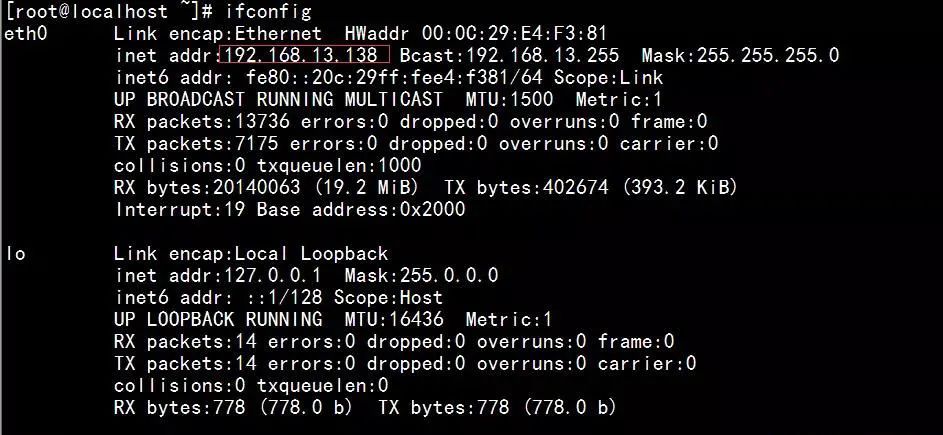 [root@localhost ~]# ifconfig
eth0      Link encap:Ethernet  HWaddr 00:0C:29:E4:F3:81
          inet addr:192.168.13.138  Bcast:192.168.13.255  Mask:255.255.255.0
          inet6 addr: fe80::20c:29ff:fee4:f381/64 Scope:Link
          UP BROADCAST RUNNING MULTICAST  MTU:1500  Metric:1
          RX packets:13736 errors:0 dropped:0 overruns:0 frame:0
          TX packets:7175 errors:0 dropped:0 overruns:0 carrier:0
          collisions:0 txqueuelen:1000
          RX bytes:20140063 (19.2 MiB)  TX bytes:402674 (393.2 KiB)
          Interrupt:19 Base address:0x2000
lo        Link encap:Local Loopback
          inet addr:127.0.0.1  Mask:255.0.0.0
          inet6 addr: ::1/128 Scope:Host
          UP LOOPBACK RUNNING  MTU:16436  Metric:1
          RX packets:14 errors:0 dropped:0 overruns:0 frame:0
          TX packets:14 errors:0 dropped:0 overruns:0 carrier:0
          collisions:0 txqueuelen:0
          RX bytes:778 (778.0 b)  TX bytes:778 (778.0 b)